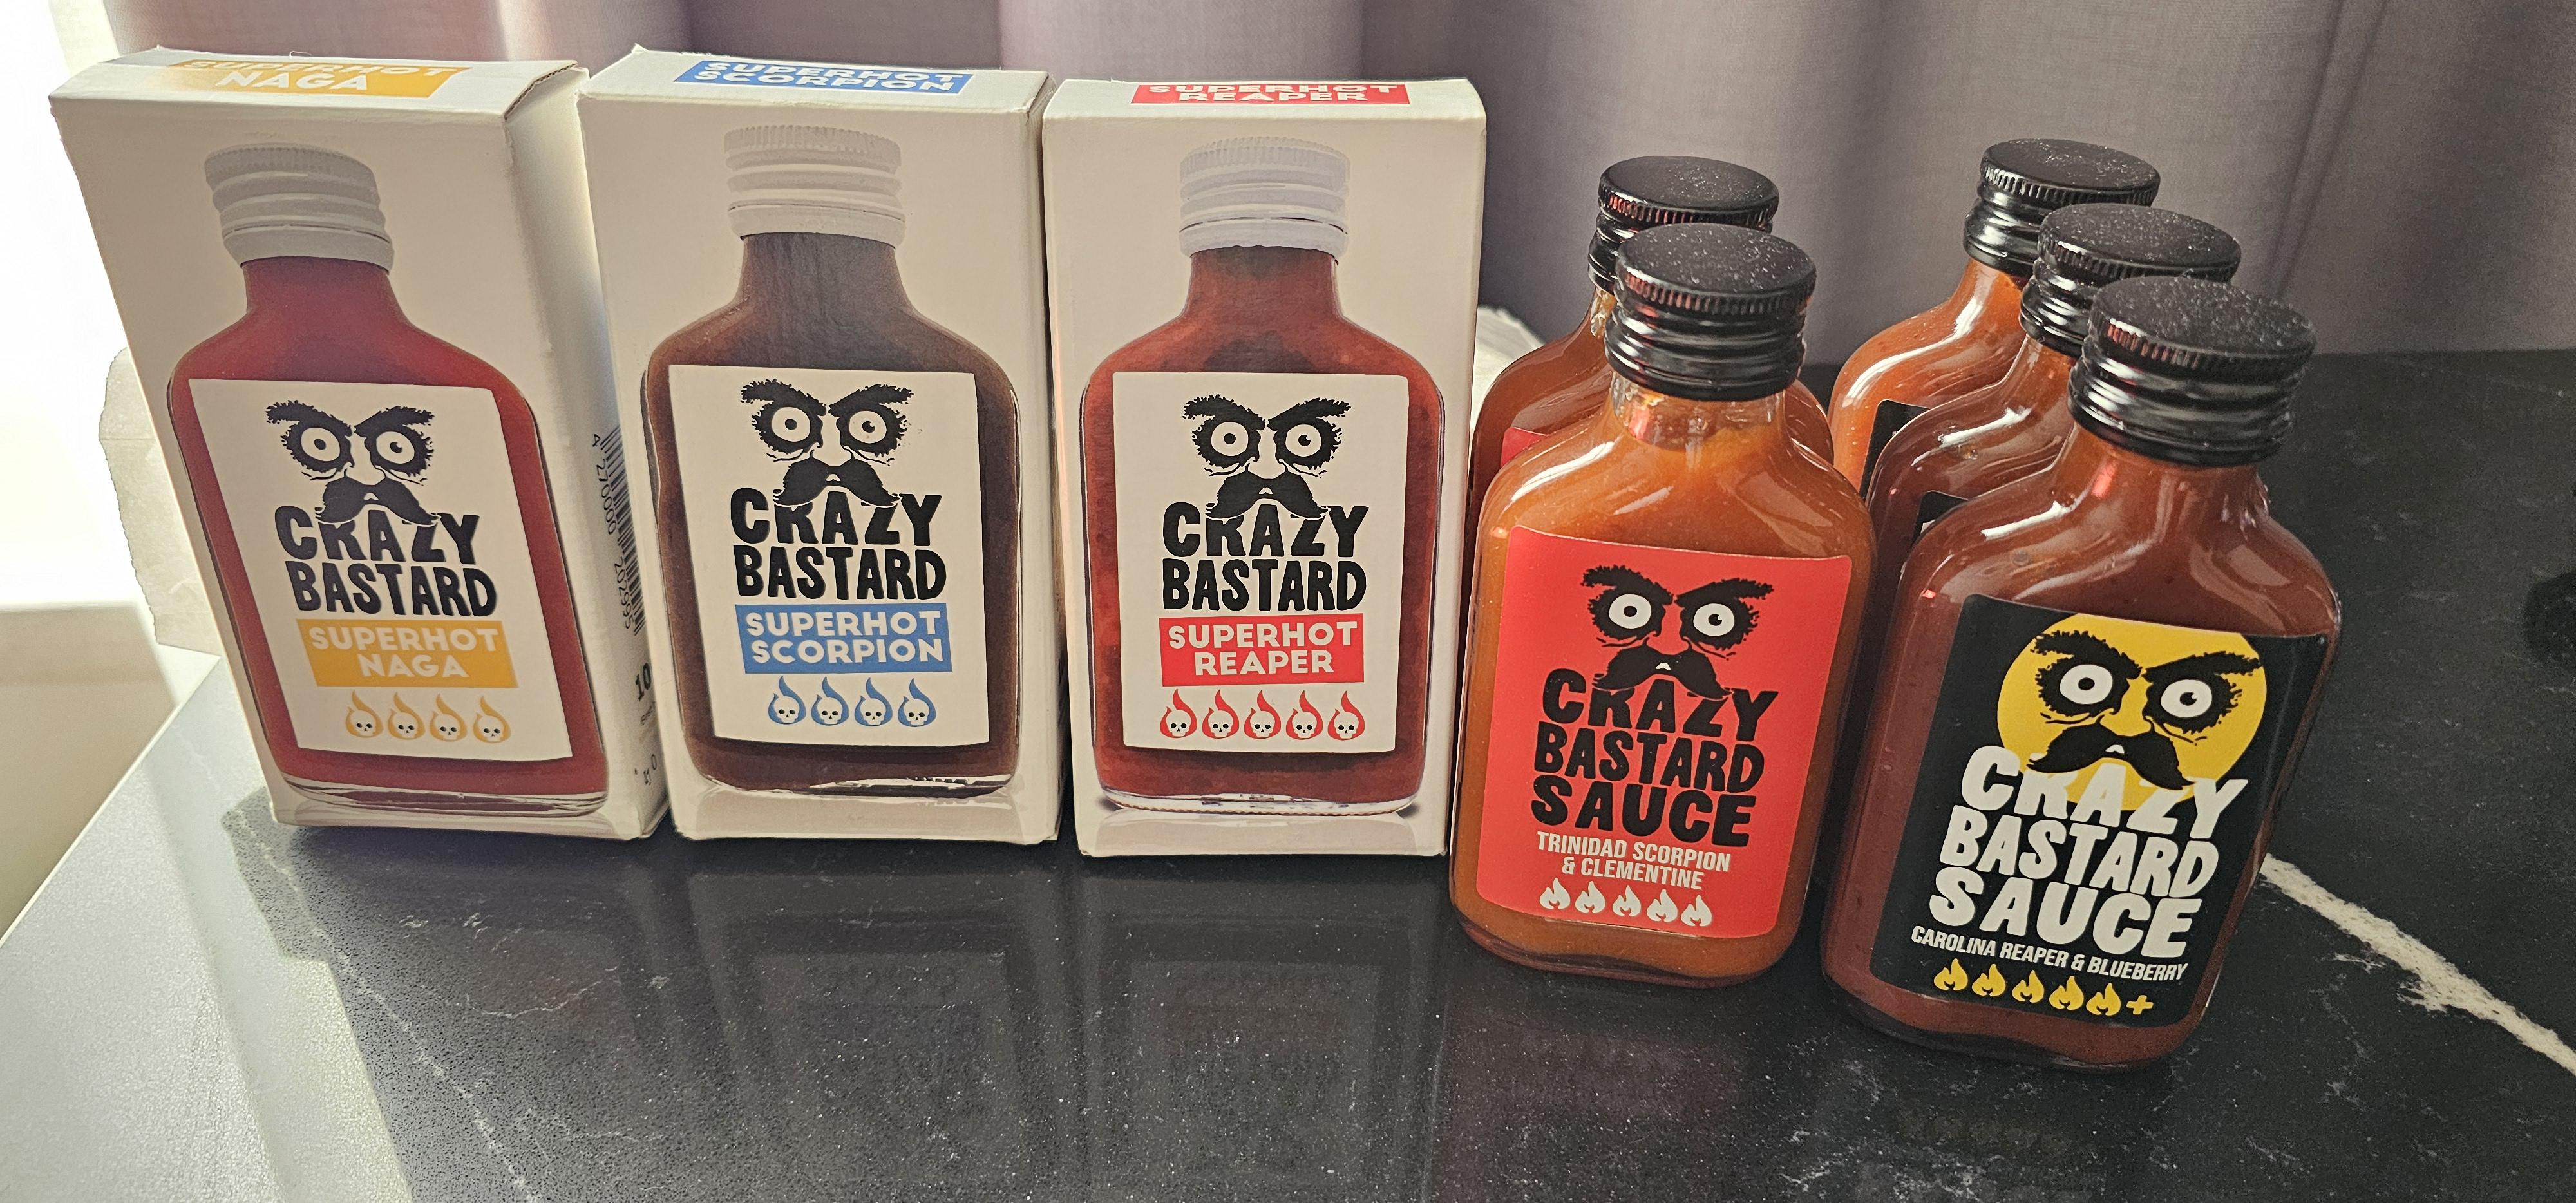 SUPERHOT
NAGA
CRAZY
BASTARD
SUPERHOT
NAGA
10
SUPERHOT
SCORPION
CRAZY
BASTARD
SUPERHOT
SCORPION
SUPERHOT
REAPER
CRAZY
BASTARD
SUPERHOT
REAPER
CRAZY
BASTARD
SAUCE
TRINIDAD SCORPION
& CLEMENTINE
CRAZY
BASTARD
SAUCE
CAROLINA REAPER & BLUEBERRY
+